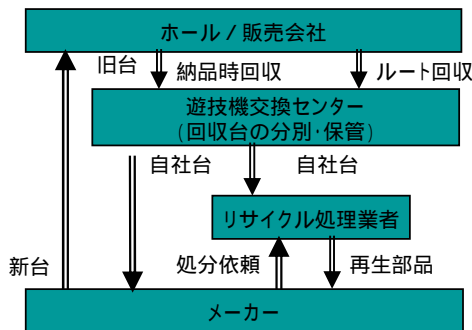 ホール / 販売会社
旧台
納品時回収
ルート回収
遊技機交換センター
(回収台の分別･保管)
自社台
自社台
リサイクル処理業者
新台
処分依頼
再生部品
メーカー